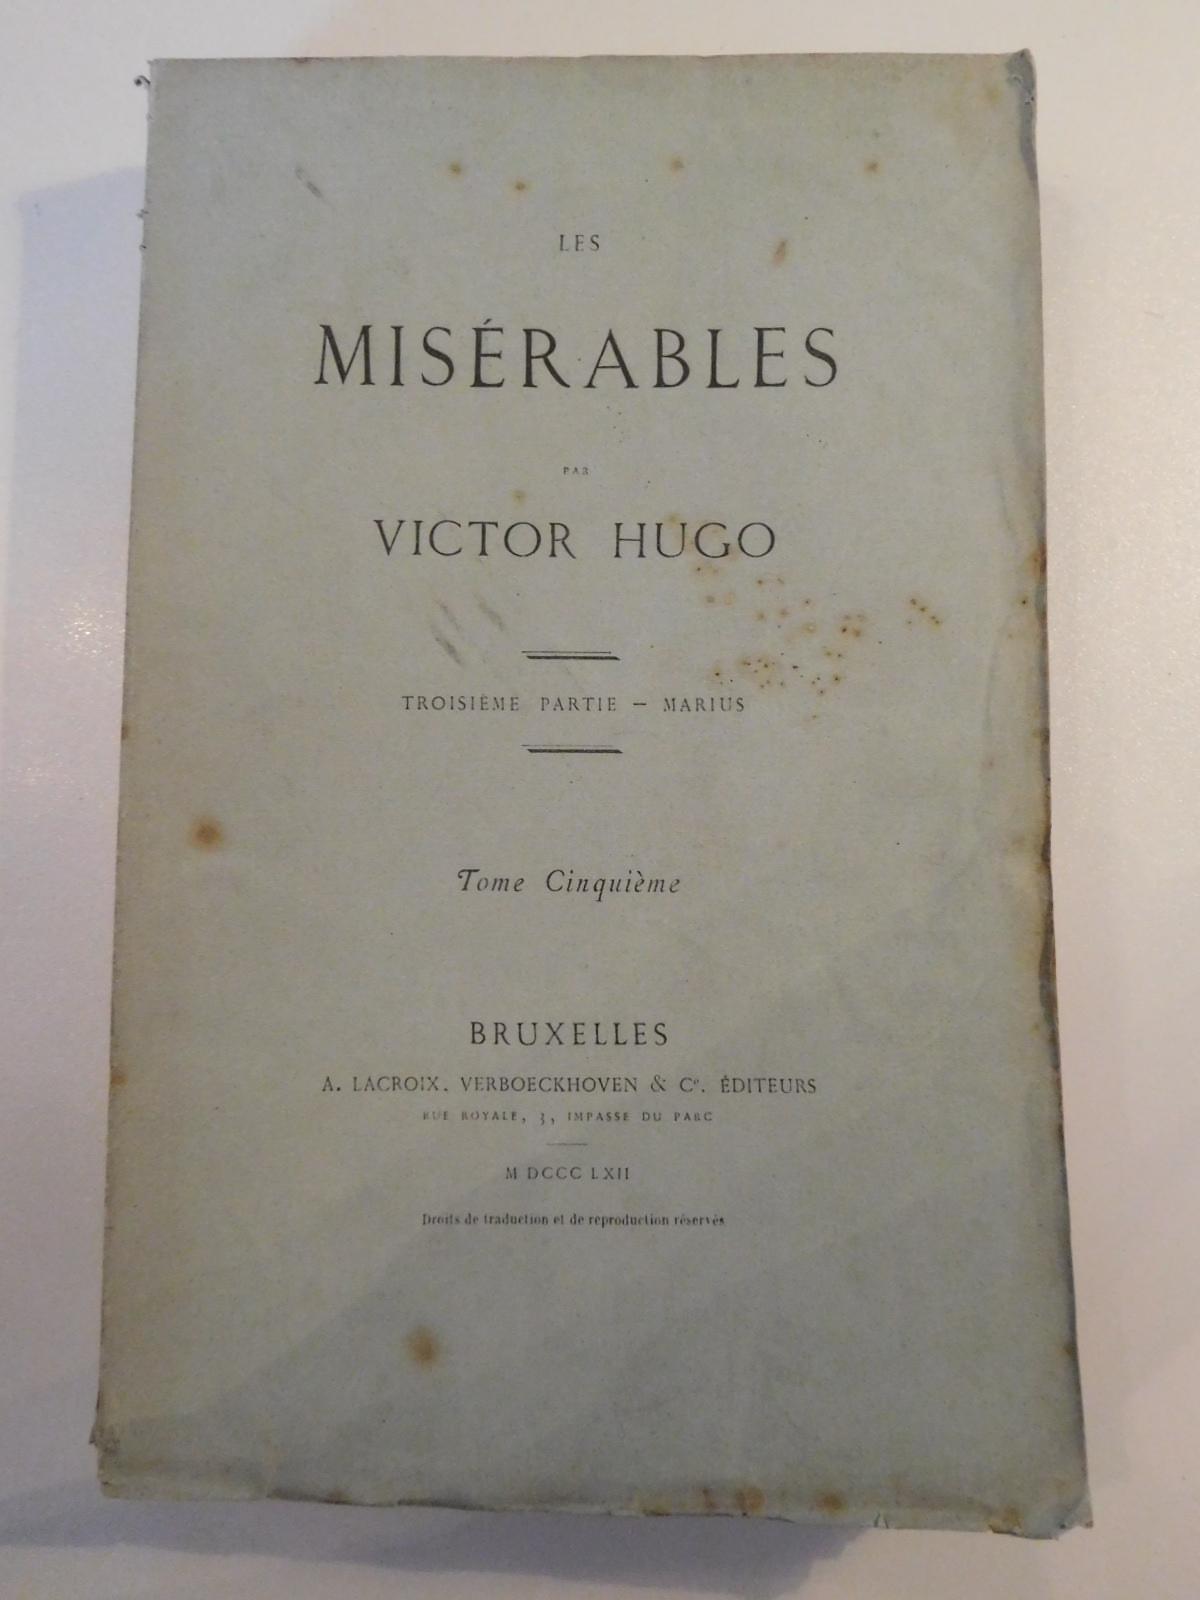 LES
MISÉRABLES
PAR
VICTOR HUGO
TROISIÈME PARTIE — MARIUS
Tome Cinquième
BRUXELLES
A. LACROIX, VERBOECKHOVEN & Cᵉ, ÉDITEURS
RUE ROYALE, 3, IMPASSE DU PARC
M DCCC LXII
Droits de traduction et de reproduction réservés